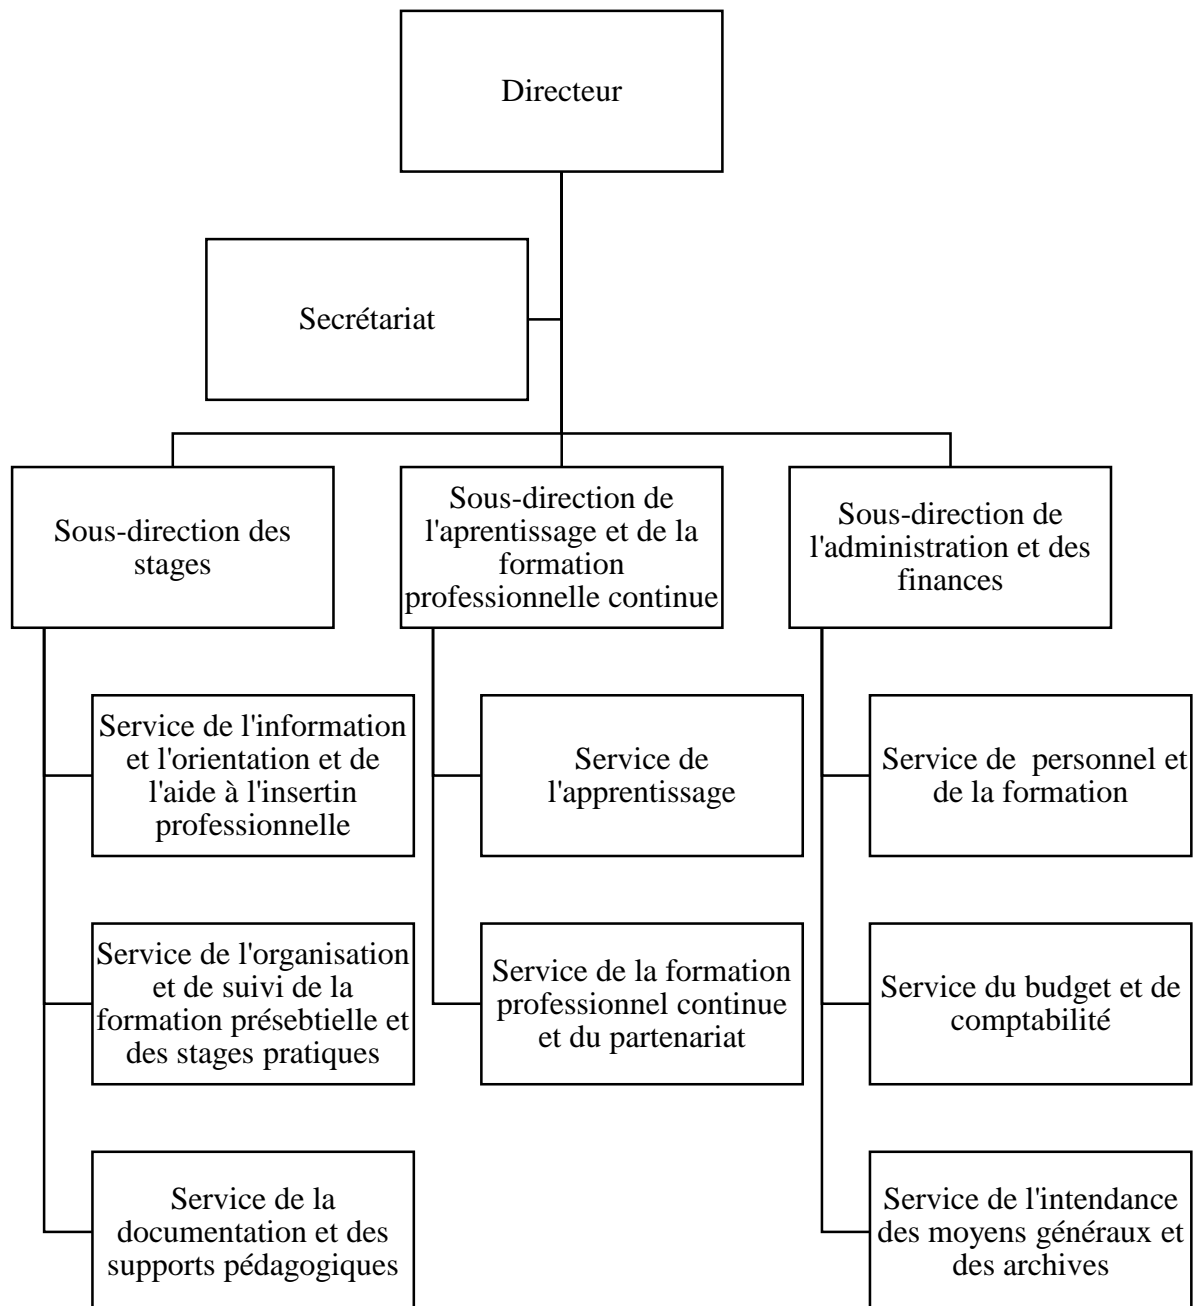 Directeur
Secrétariat
Sous-direction des
stages
Sous-direction de
l'aprentissage et de la
formation
professionnelle continue
Sous-direction de
l'administration et des
finances
Service de l'information
et l'orientation et de
l'aide à l'insertin
professionnelle
Service de l'organisation
et de suivi de la
formation présebtielle et
des stages pratiques
Service de la
documentation et des
supports pédagogiques
Service de
l'apprentissage
Service de la formation
professionnel continue
et du partenariat
Service de  personnel et
de la formation
Service du budget et de
comptabilité
Service de l'intendance
des moyens généraux et
des archives